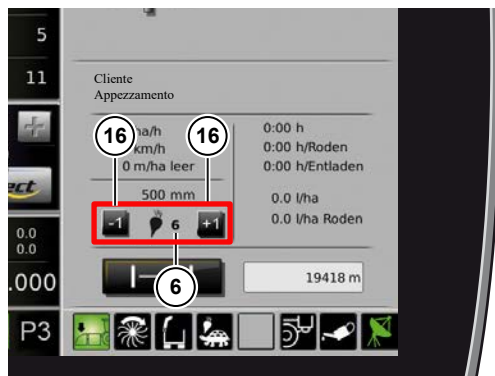 5
11
Cliente
Appezzamento
16
16
ha/h
km/h
0 m/ha leer
0:00 h
0:00 h/Roden
0:00 h/Entladen
500 mm
0.0 l/ha
0.0 l/ha Roden
-1
6
+1
0.0
0.0
.000
6
19418 m
P3